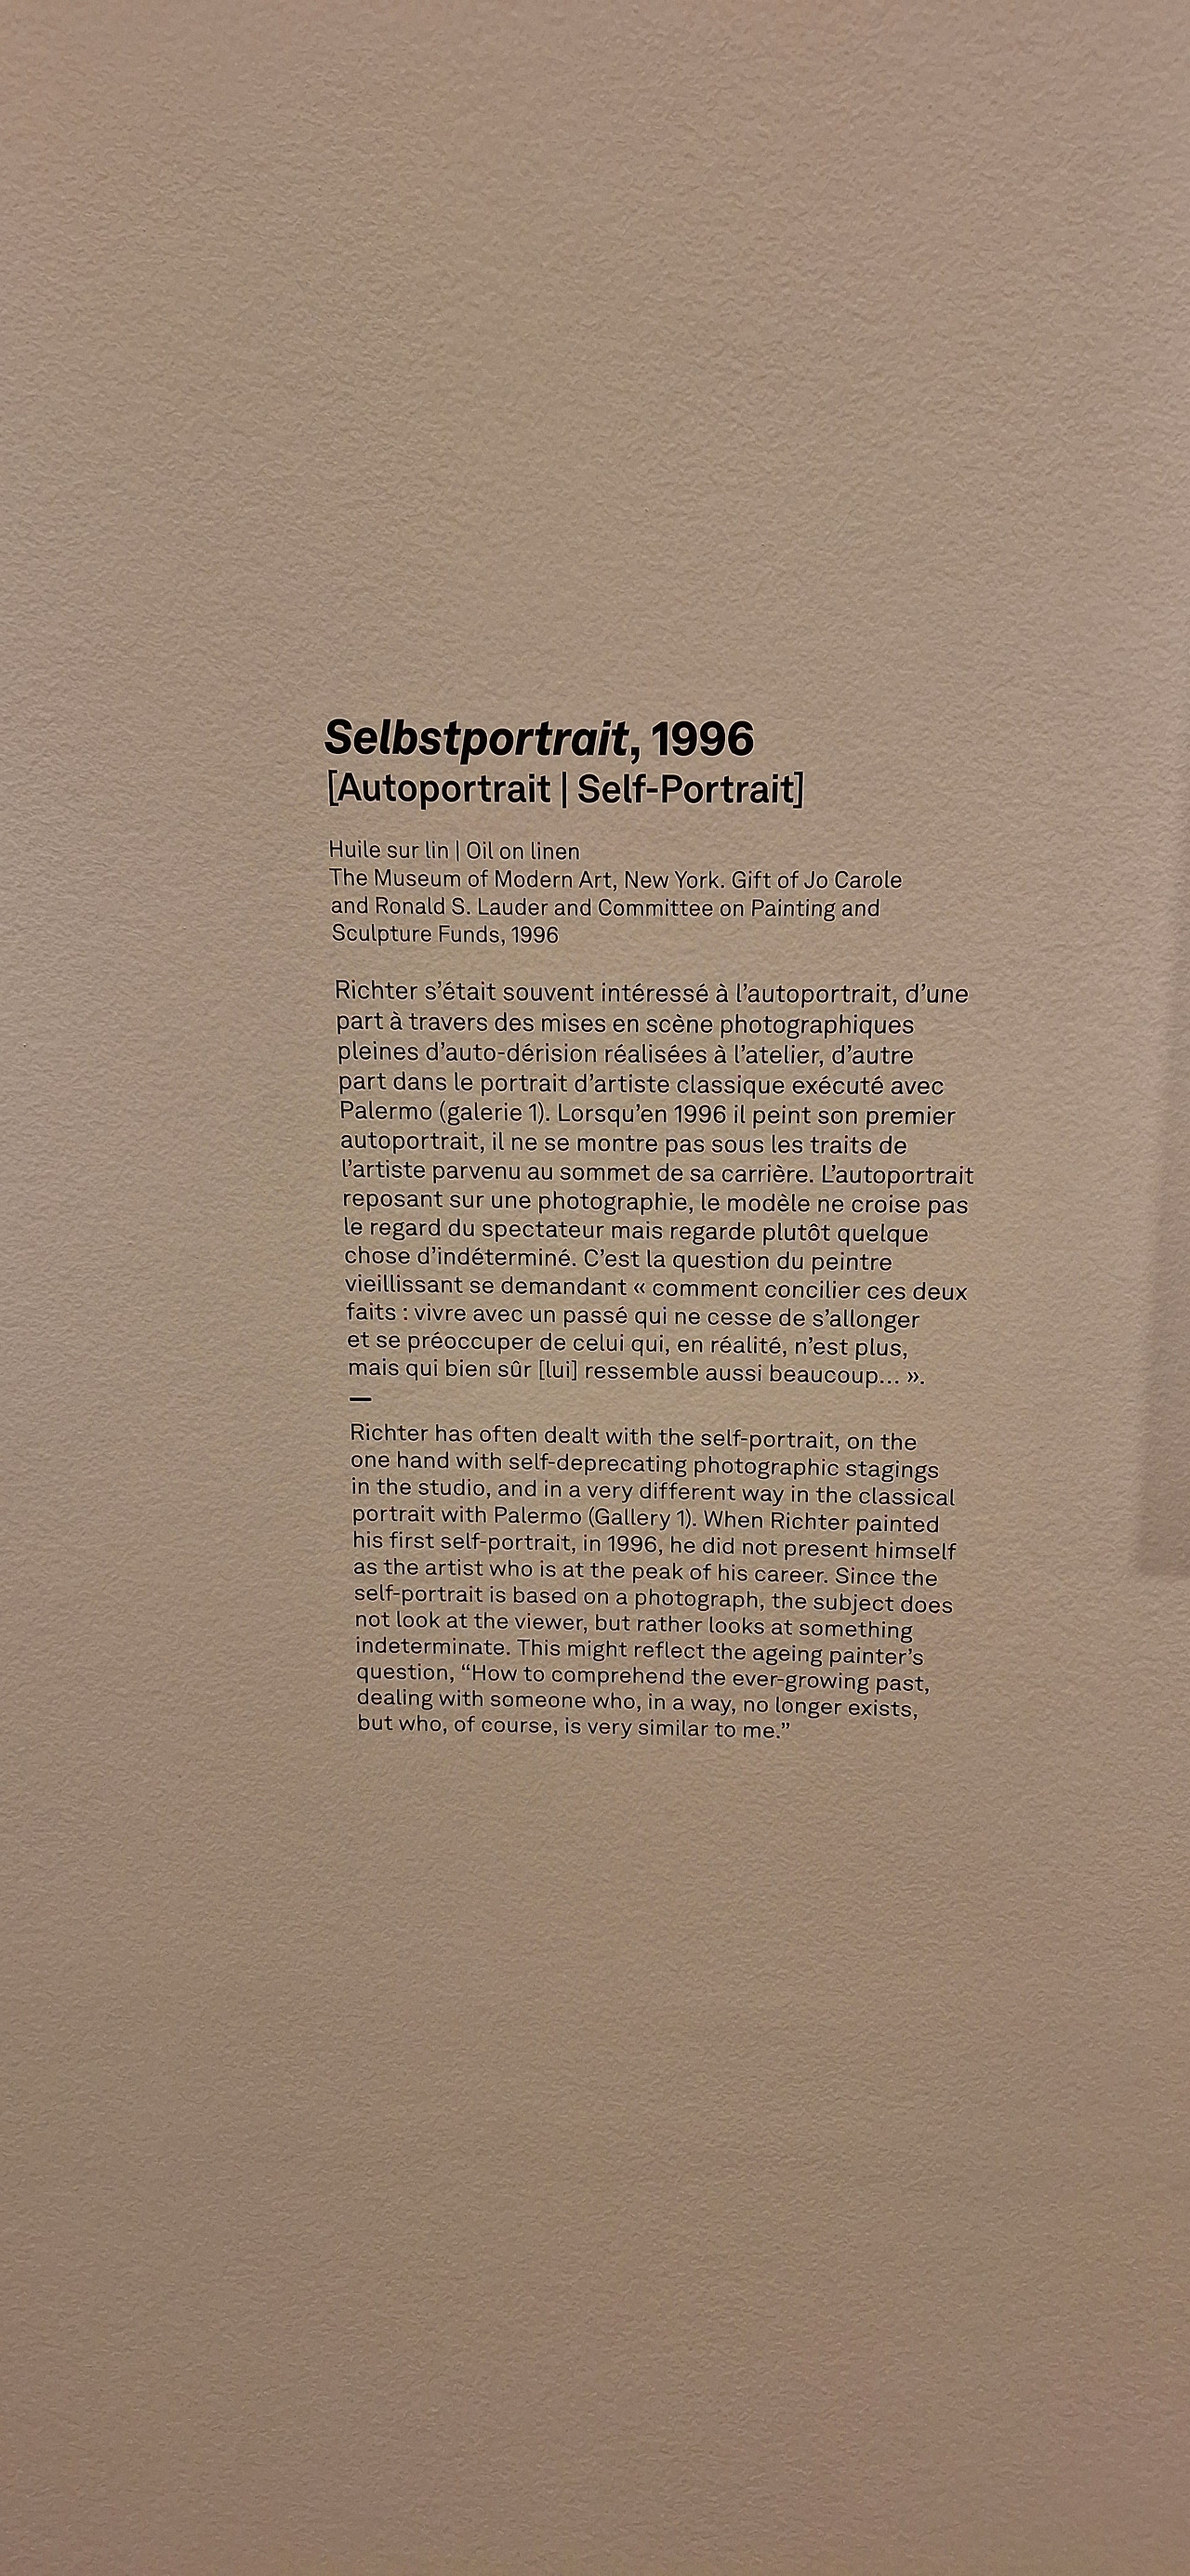 Selbstportrait, 1996
[Autoportrait | Self-Portrait]
Huile sur lin | Oil on linen
The Museum of Modern Art, New York. Gift of Jo Carole
and Ronald S. Lauder and Committee on Painting and
Sculpture Funds, 1996
Richter s’était souvent intéressé à l’autoportrait, d’une
part à travers des mises en scène photographiques
pleines d’auto-dérision réalisées à l’atelier, d’autre
part dans le portrait d’artiste classique exécuté avec
Palermo (galerie 1). Lorsqu’en 1996 il peint son premier
autoportrait, il ne se montre pas sous les traits de
l’artiste parvenu au sommet de sa carrière. L’autoportrait
reposant sur une photographie, le modèle ne croise pas
le regard du spectateur mais regarde plutôt quelque
chose d’indéterminé. C’est la question du peintre
vieillissant se demandant « comment concilier ces deux
faits : vivre avec un passé qui ne cesse de s’allonger
et se préoccuper de celui qui, en réalité, n’est plus,
mais qui bien sûr [lui] ressemble aussi beaucoup… ».
—
Richter has often dealt with the self-portrait, on the
one hand with self-deprecating photographic stagings
in the studio, and in a very different way in the classical
portrait with Palermo (Gallery 1). When Richter painted
his first self-portrait, in 1996, he did not present himself
as the artist who is at the peak of his career. Since the
self-portrait is based on a photograph, the subject does
not look at the viewer, but rather looks at something
indeterminate. This might reflect the ageing painter’s
question, “How to comprehend the ever-growing past,
dealing with someone who, in a way, no longer exists,
but who, of course, is very similar to me.”